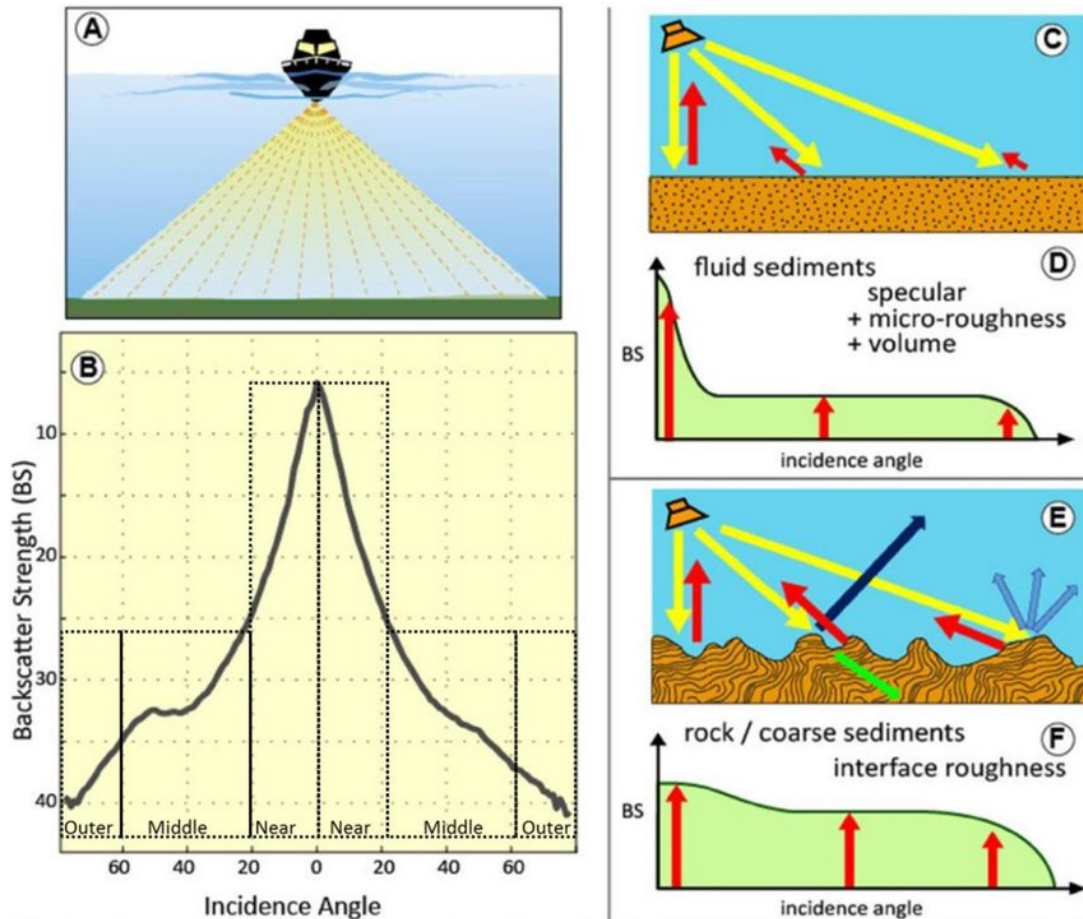 A
B
Backscatter Strength (BS)
10
20
30
40
Outer Middle Near Near Middle Outer
60 40 20 0 20 40 60
Incidence Angle
C
D
fluid sediments
specular
+ micro-roughness
+ volume
BS
incidence angle
E
F
rock / coarse sediments
interface roughness
BS
incidence angle